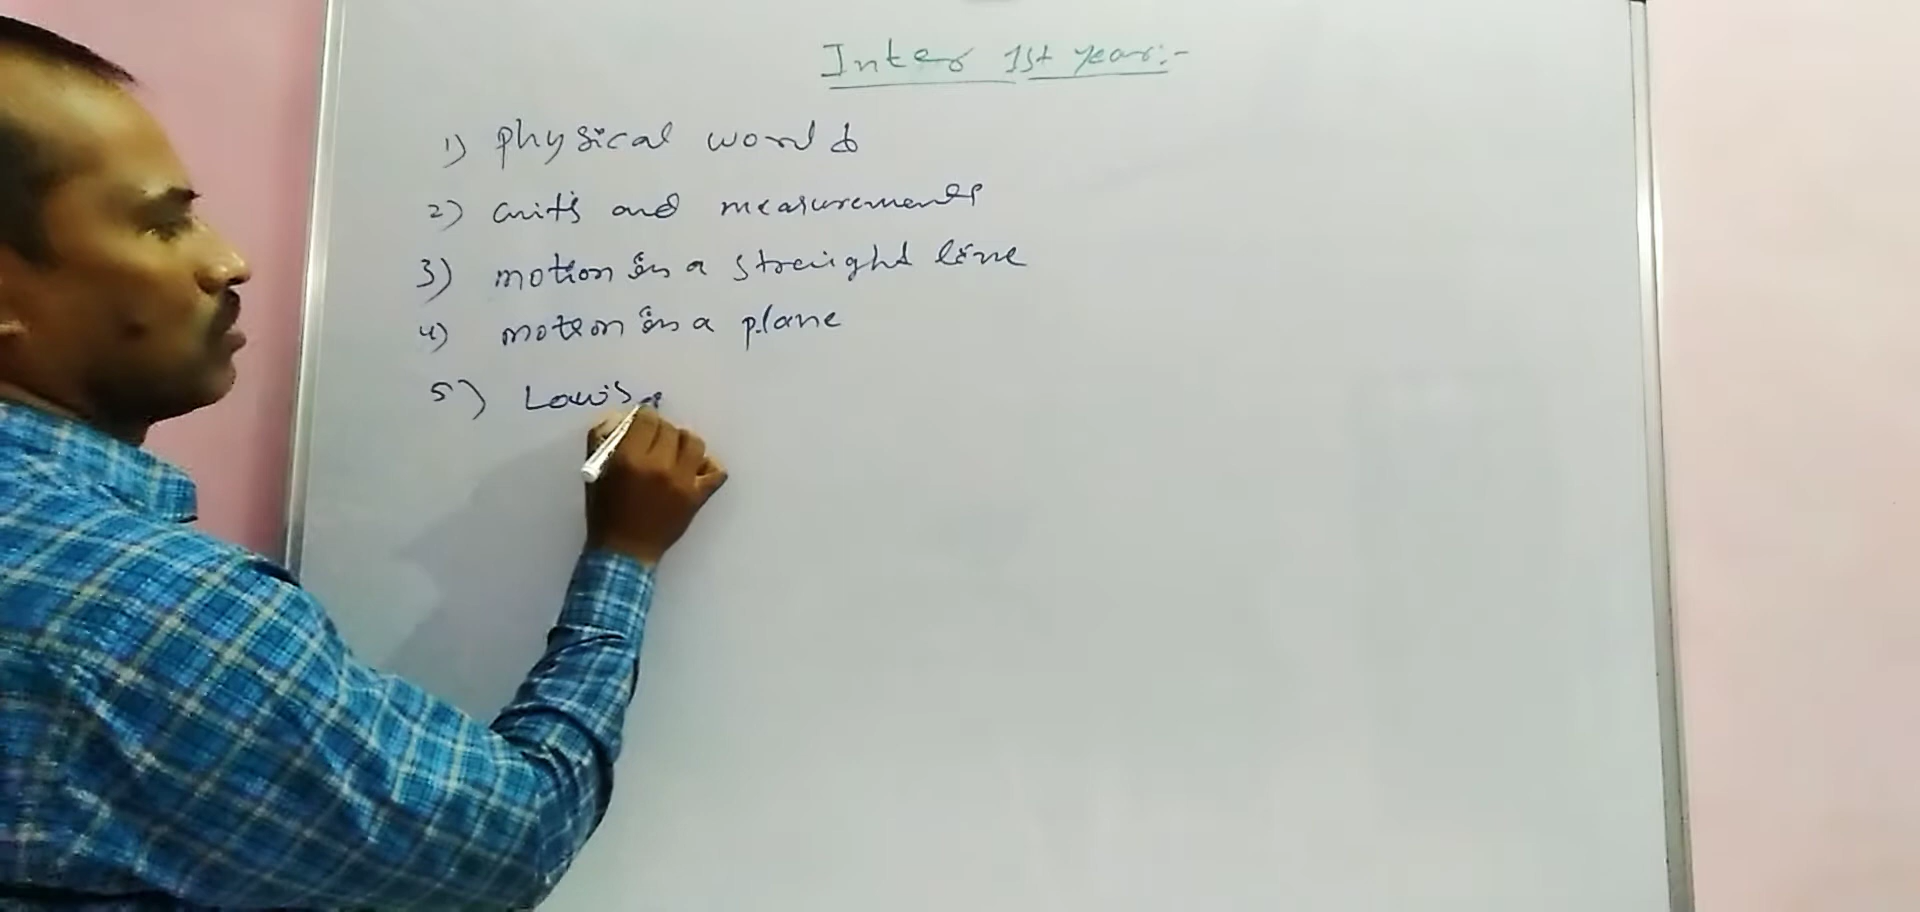 Inter 1st year:-
1) physical world
2) units and measurements
3) motion in a straight line
4) motion in a plane
5) Laws